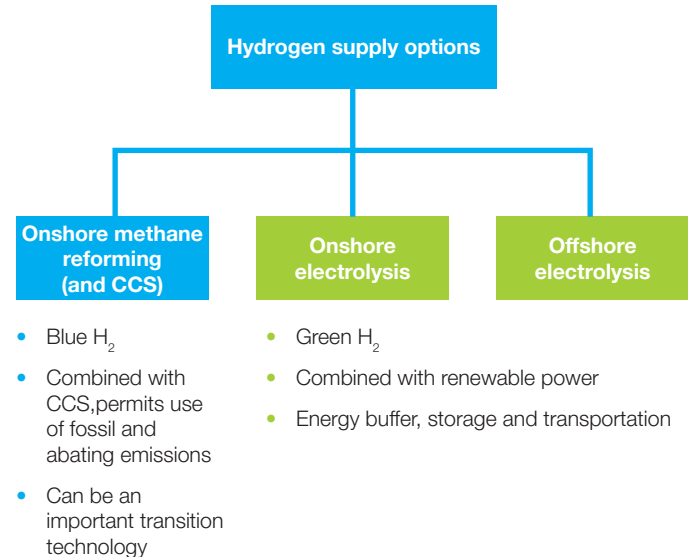 Hydrogen supply options
Onshore methane
reforming
(and CCS)
Onshore
electrolysis
Offshore
electrolysis
• Blue H₂
• Combined with
CCS,permits use
of fossil and
abating emissions
• Can be an
important transition
technology
• Green H₂
• Combined with renewable power
• Energy buffer, storage and transportation